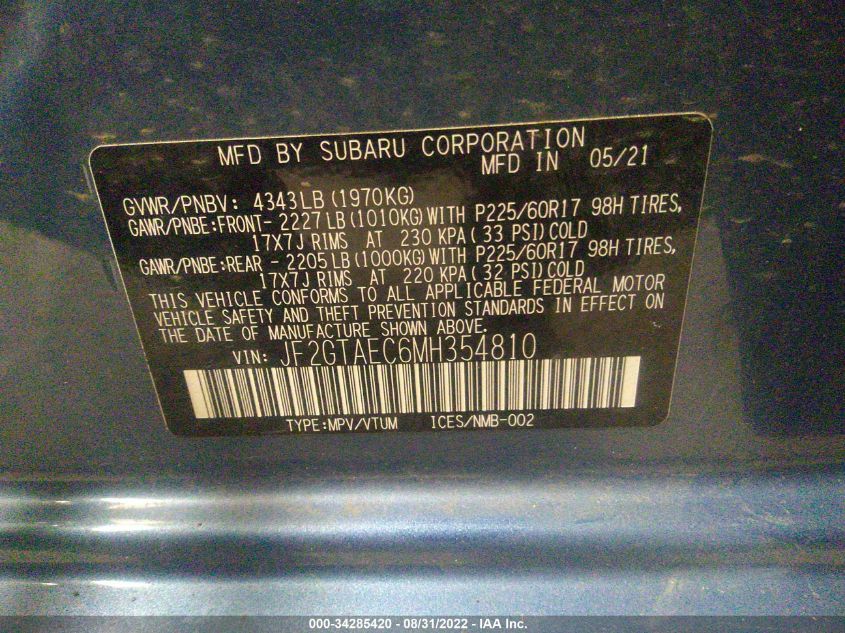 MFD BY SUBARU CORPORATION
MFD IN 05/21
GVWR/PNBV: 4343LB (1970KG)
GAWR/PNBE:FRONT- 2227LB (1010KG) WITH P225/60R17 98H TIRES,
17X7J RIMS AT 230 KPA (33 PSI) COLD
GAWR/PNBE:REAR - 2205LB (1000KG) WITH P225/60R17 98H TIRES,
17X7J RIMS AT 220 KPA (32 PSI) COLD
THIS VEHICLE CONFORMS TO ALL APPLICABLE FEDERAL MOTOR
VEHICLE SAFETY AND THEFT PREVENTION STANDARDS IN EFFECT ON
THE DATE OF MANUFACTURE SHOWN ABOVE.
VIN: JF2GTAEC6MH354810
TYPE:MPV/VTUM ICES/NMB-002
000-34285420 - 08/31/2022 - IAA Inc.